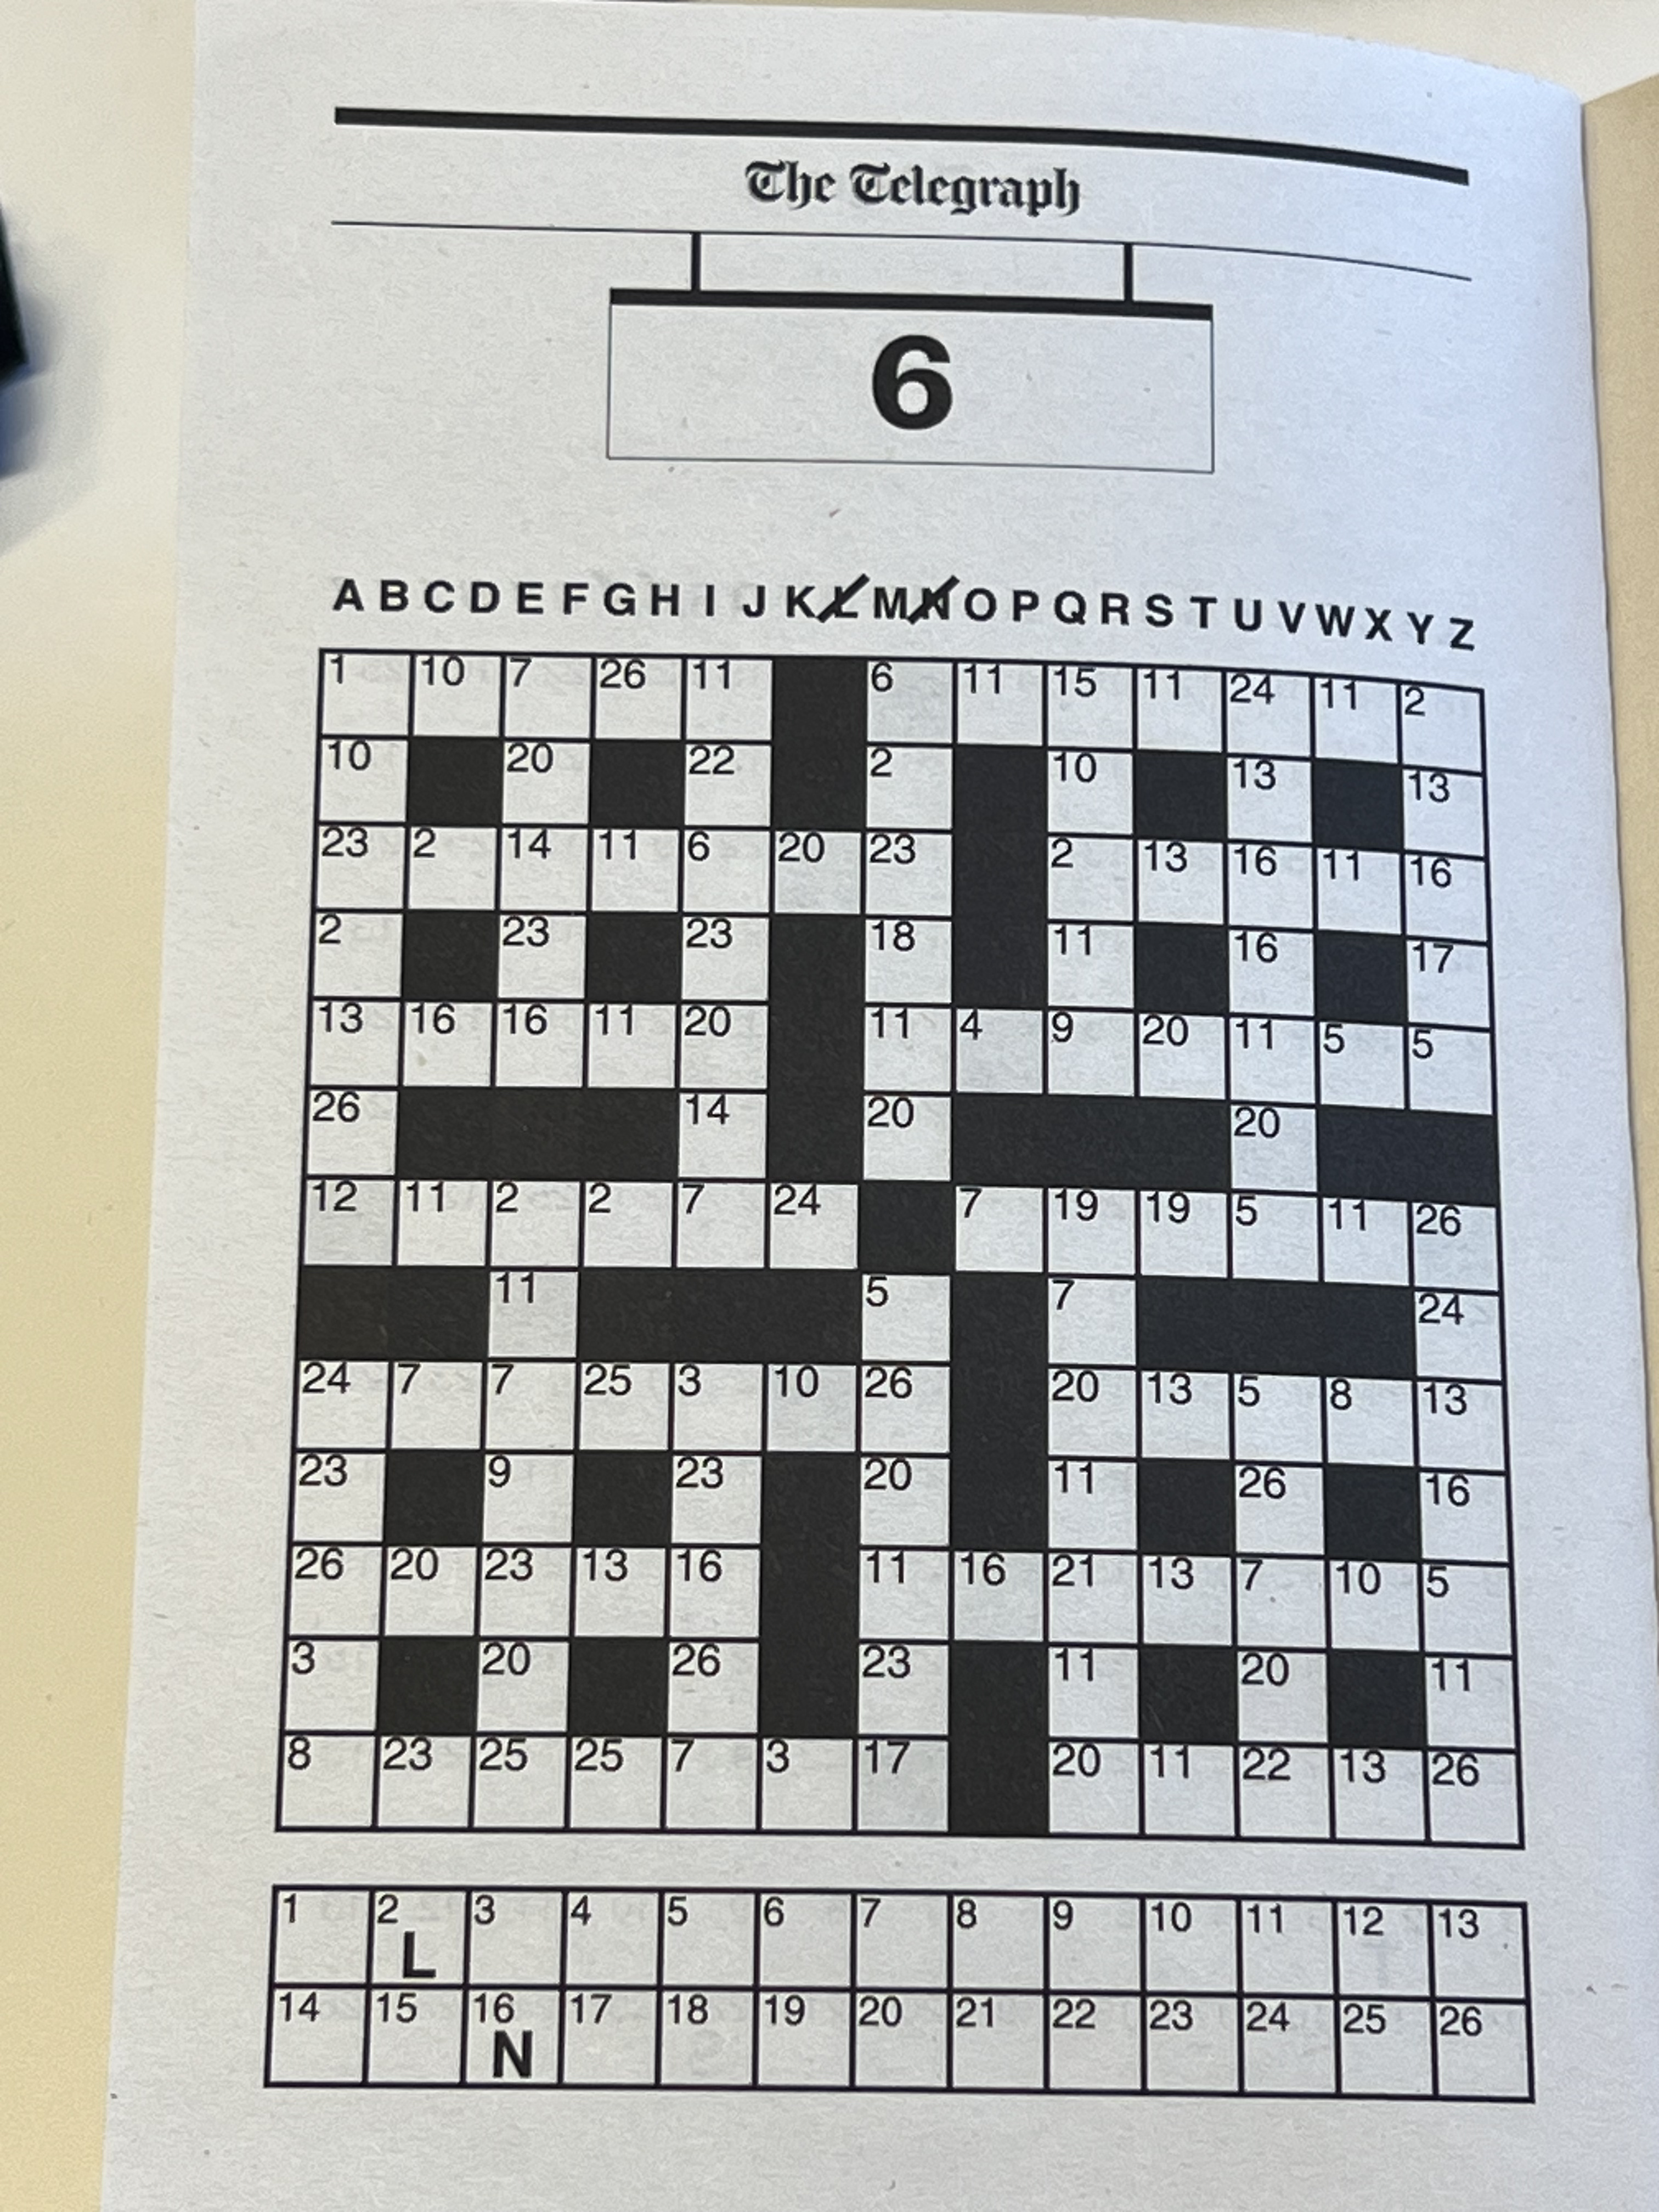 The Telegraph
6
A B C D E F G H I J K L M N O P Q R S T U V W X Y Z
1 10 7 26 11 6 11 15 11 24 11 2
10 20 22 2 10 13 13
23 2 14 11 6 20 23 2 13 16 11 16
2 23 23 18 11 16 17
13 16 16 11 20 11 4 9 20 11 5 5
26 14 20 20
12 11 2 2 7 24 7 19 19 5 11 26
11 5 7 24
24 7 7 25 3 10 26 20 13 5 8 13
23 9 23 20 11 26 16
26 20 23 13 16 11 16 21 13 7 10 5
3 20 26 23 11 20 11
8 23 25 25 7 3 17 20 11 22 13 26
1 2 3 4 5 6 7 8 9 10 11 12 13
L
14 15 16 17 18 19 20 21 22 23 24 25 26
N